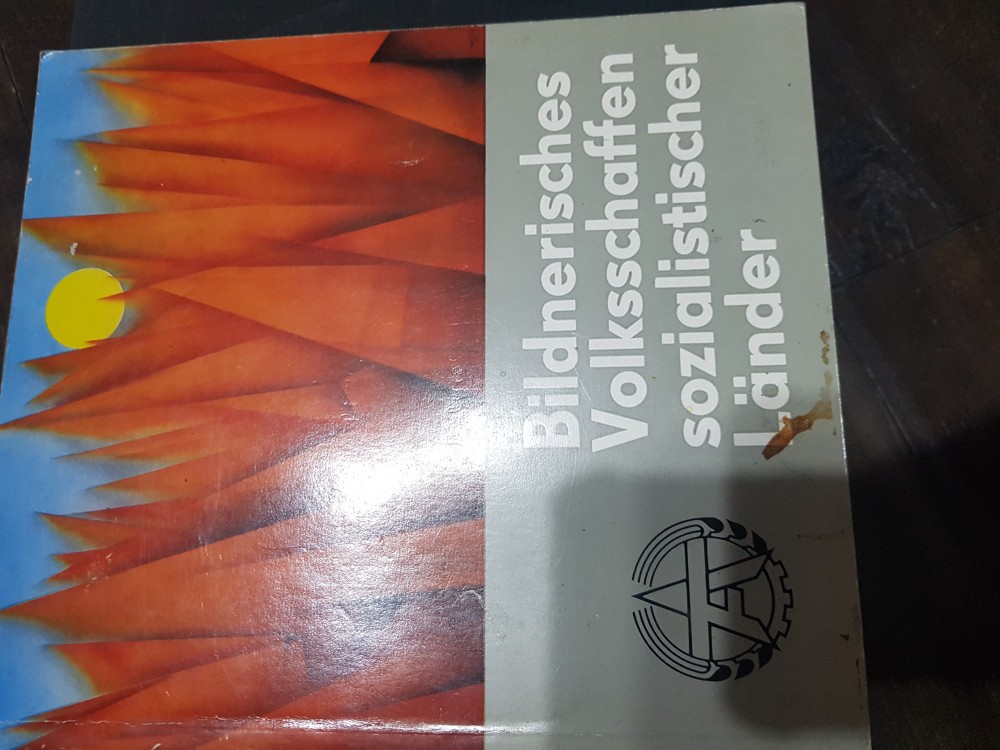 Bildnerisches
Volksschaffen
sozialistischer
Länder